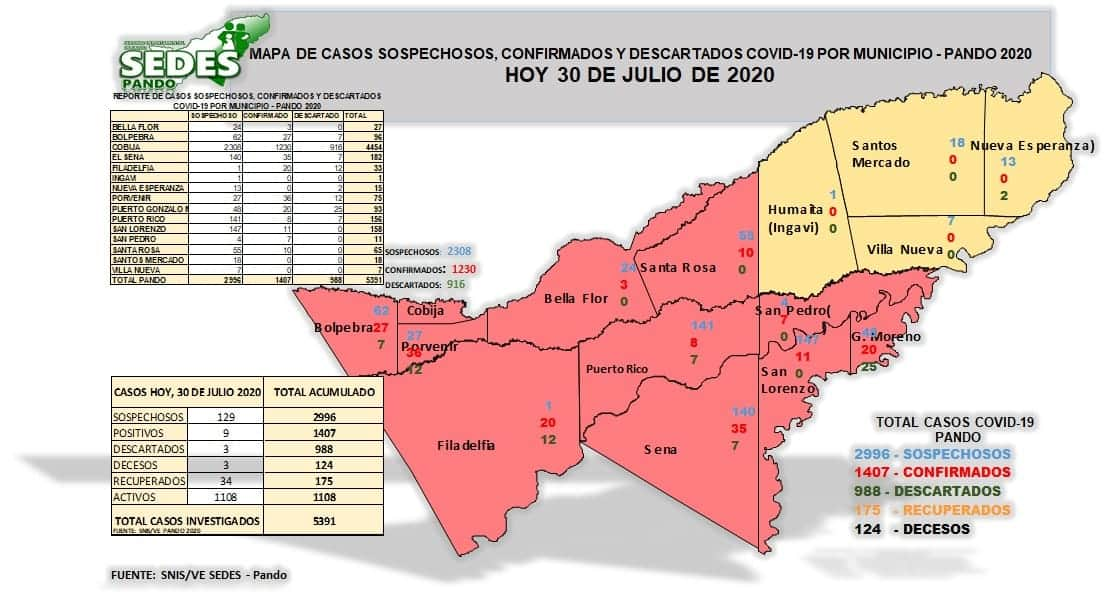 SEDES
PANDO
MAPA DE CASOS SOSPECHOSOS, CONFIRMADOS Y DESCARTADOS COVID-19 POR MUNICIPIO - PANDO 2020
HOY 30 DE JULIO DE 2020
REPORTE DE CASOS SOSPECHOSOS, CONFIRMADOS Y DESCARTADOS
COVID-19 POR MUNICIPIO - PANDO 2020
SOSPECHOSO CONFIRMADO DESCARTADO TOTAL
BELLA FLOR 24 3 0 27
BOLPEBRA 62 27 7 96
COBIJA 2308 1230 916 4454
EL SENA 140 35 7 182
FILADELFIA 1 20 12 33
INGAVI 1 0 0 1
NUEVA ESPERANZA 13 0 2 15
PORVENIR 27 36 12 75
PUERTO GONZALO M 48 20 25 93
PUERTO RICO 141 8 7 156
SAN LORENZO 147 11 0 158
SAN PEDRO 4 7 0 11
SANTA ROSA 55 10 0 65
SANTOS MERCADO 18 0 0 18
VILLA NUEVA 7 0 0 7
TOTAL PANDO 2996 1407 988 5391
SOSPECHOSOS: 2308
CONFIRMADOS: 1230
DESCARTADOS: 916
Santos Mercado
18
0
0
Nueva Esperanza)
13
0
2
Humaita (Ingavi)
1
0
0
Villa Nueva
7
0
0
Santa Rosa
55
10
0
Bella Flor
24
3
0
Cobija
Bolpebra
62
27
7
Porvenir
27
36
12
San Pedro(
4
7
0
G. Moreno
48
20
25
San Lorenzo
147
11
0
Puerto Rico
141
8
7
Filadelfia
1
20
12
Sena
140
35
7
CASOS HOY, 30 DE JULIO 2020 TOTAL ACUMULADO
SOSPECHOSOS 129 2996
POSITIVOS 9 1407
DESCARTADOS 3 988
DECESOS 3 124
RECUPERADOS 34 175
ACTIVOS 1108 1108
TOTAL CASOS INVESTIGADOS 5391
FUENTE: SNIS/VE PANDO 2020
TOTAL CASOS COVID-19
PANDO
2996 - SOSPECHOSOS
1407 - CONFIRMADOS
988 - DESCARTADOS
175 - RECUPERADOS
124 - DECESOS
FUENTE: SNIS/VE SEDES - Pando